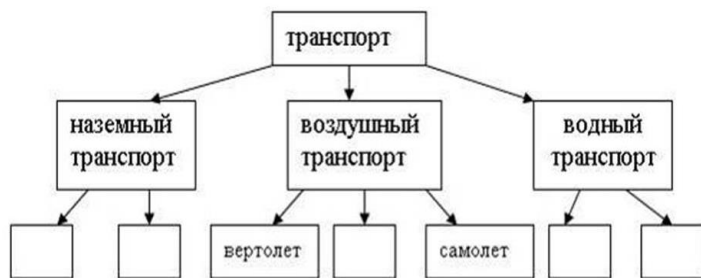 транспорт
наземный
транспорт
воздушный
транспорт
водный
транспорт
вертолет
самолет